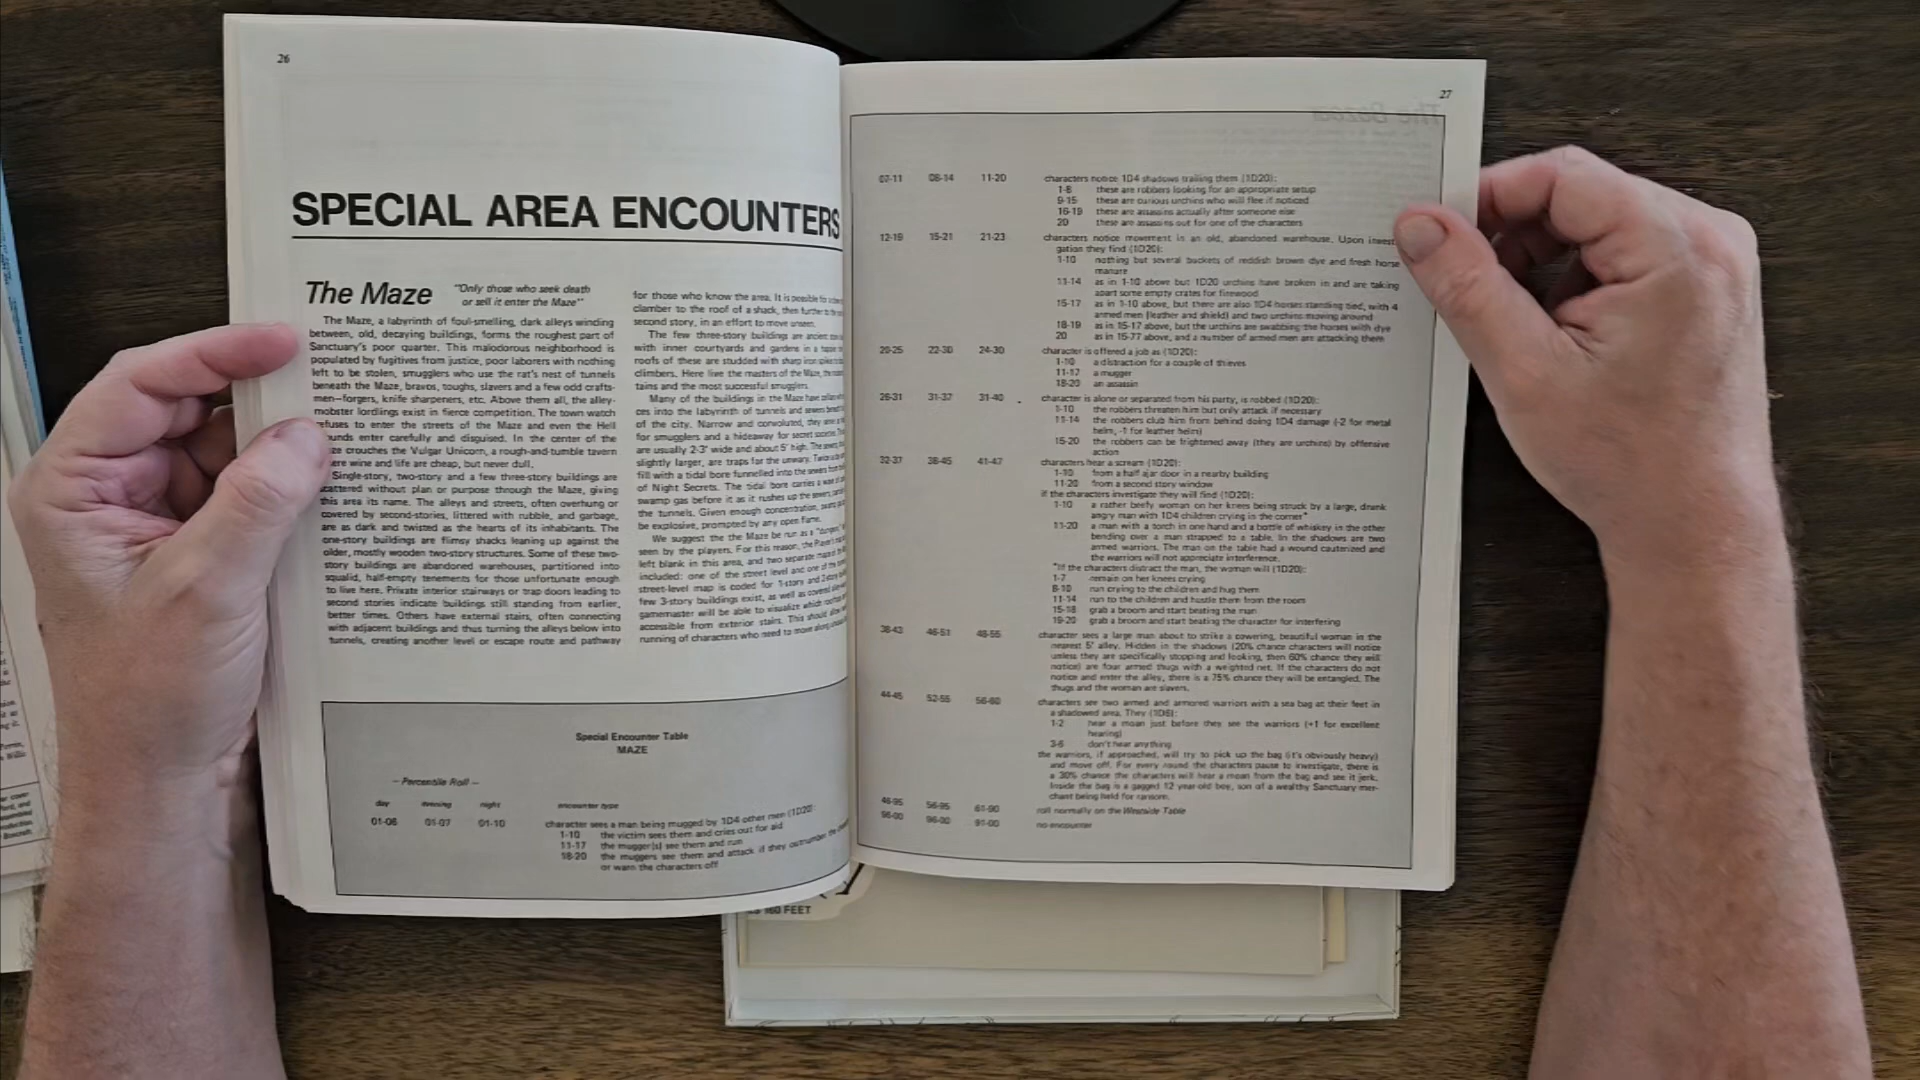 26
SPECIAL AREA ENCOUNTERS
The Maze
"Only those who seek death
or sell it enter the Maze"
The Maze, a labyrinth of foul-smelling, dark alleys winding
between, old, decaying buildings, forms the roughest part of
Sanctuary's poor quarter. This malodorous neighborhood is
populated by fugitives from justice, poor laborers with nothing
left to be stolen, smugglers who use the rat's nest of tunnels
beneath the Maze, bravos, toughs, slavers and a few odd crafts-
men—forgers, knife sharpeners, etc. Above them all, the alley-
mobster lordlings exist in fierce competition. The town watch
refuses to enter the streets of the Maze and even the Hell
enter carefully and disguised. In the center of the
crouches the Vulgar Unicorn, a rough-and-tumble tavern
wine and life are cheap, but never dull.
Single-story, two-story and a few three-story buildings are
scattered without plan or purpose through the Maze, giving
this area its name. The alleys and streets, often overhung or
covered by second-stories, littered with rubble, and garbage,
are as dark and twisted as the hearts of its inhabitants. The
one-story buildings are flimsy shacks leaning up against the
older, mostly wooden two-story structures. Some of these two-
story buildings are abandoned warehouses, partitioned into
squalid, half-empty tenements for those unfortunate enough
to live here. Private interior stairways or trap doors leading to
second stories indicate buildings still standing from earlier,
better times. Others have external stairs, often connecting
with adjacent buildings and thus turning the alleys below into
tunnels, creating another level or escape route and pathway
for those who know the area. It is possible for
clamber to the roof of a shack, then further to
second story, in an effort to move unseen.
The few three-story buildings are ancient
with inner courtyards and gardens in a
roofs of these are studded with sharp iron spikes
climbers. Here live the masters of the Maze, the
tains and the most successful smugglers.
Many of the buildings in the Maze have
ces into the labyrinth of tunnels and sewers
of the city. Narrow and convoluted, they
for smugglers and a hideaway for secret societies.
are usually 2-3" wide and about 5' high. The sewers,
slightly larger, are traps for the unwary. Twice
fill with a tidal bore funnelled into the sewers from
of Night Secrets. The tidal bore carries a
swamp gas before it as it rushes up the sewers
the tunnels. Given enough concentration,
be explosive, prompted by any open flame.
We suggest the the Maze be run as a
seen by the players. For this reason, the Player's
left blank in this area, and two separate maps
included: one of the street level and one of the
street-level map is coded for 1-story and 2-story
few 3-story buildings exist, as well as covered
gamemaster will be able to visualize which
accessible from exterior stairs. This should
running of characters who need to move along
Special Encounter Table
MAZE
— Percentile Roll —
day evening night encounter type
01-06 01-07 01-10 character sees a man being mugged by 1D4 other men (1D20):
1-10 the victim sees them and cries out for aid
11-17 the mugger(s) see them and run
18-20 the muggers see them and attack if they outnumber the
or warn the characters off
27
07-11 08-14 11-20 characters notice 1D4 shadows trailing them (1D20):
1-8 these are robbers looking for an appropriate setup
9-15 these are curious urchins who will flee if noticed
16-19 these are assassins actually after someone else
20 these are assassins out for one of the characters
12-19 15-21 21-23 characters notice movement in an old, abandoned warehouse. Upon invest
gation they find (1D20):
1-10 nothing but several buckets of reddish brown dye and fresh horse
manure
11-14 as in 1-10 above but 1D20 urchins have broken in and are taking
apart some empty crates for firewood
15-17 as in 1-10 above, but there are also 1D4 horses standing tied, with 4
armed men (leather and shield) and two urchins moving around
18-19 as in 15-17 above, but the urchins are swabbing the horses with dye
20 as in 15-77 above, and a number of armed men are attacking them
20-25 22-30 24-30 character is offered a job as (1D20):
1-10 a distraction for a couple of thieves
11-17 a mugger
18-20 an assassin
26-31 31-37 31-40 character is alone or separated from his party, is robbed (1D20):
1-10 the robbers threaten him but only attack if necessary
11-14 the robbers club him from behind doing 1D4 damage (-2 for metal
helm, -1 for leather helm)
15-20 the robbers can be frightened away (they are urchins) by offensive
action
32-37 38-45 41-47 characters hear a scream (1D20):
1-10 from a half ajar door in a nearby building
11-20 from a second story window
if the characters investigate they will find (1D20):
1-10 a rather beefy woman on her knees being struck by a large, drunk
angry man with 1D4 children crying in the corner*
11-20 a man with a torch in one hand and a bottle of whiskey in the other
bending over a man strapped to a table. In the shadows are two
armed warriors. The man on the table had a wound cauterized and
the warriors will not appreciate interference.
*If the characters distract the man, the woman will (1D20):
1-7 remain on her knees crying
8-10 run crying to the children and hug them
11-14 run to the children and hustle them from the room
15-18 grab a broom and start beating the man
19-20 grab a broom and start beating the character for interfering
38-43 46-51 48-55 character sees a large man about to strike a cowering, beautiful woman in the
nearest 5' alley. Hidden in the shadows (20% chance characters will notice
unless they are specifically stopping and looking, then 60% chance they will
notice) are four armed thugs with a weighted net. If the characters do not
notice and enter the alley, there is a 75% chance they will be entangled. The
thugs and the woman are slavers.
44-45 52-55 56-60 characters see two armed and armored warriors with a sea bag at their feet in
a shadowed area. They (1D6):
1-2 hear a moan just before they see the warriors (+1 for excellent
hearing)
3-6 don't hear anything
the warriors, if approached, will try to pick up the bag (it's obviously heavy)
and move off. For every round the characters pause to investigate, there is
a 30% chance the characters will hear a moan from the bag and see it jerk.
Inside the bag is a gagged 12 year old boy, son of a wealthy Sanctuary mer-
chant being held for ransom.
46-95 56-95 61-90 roll normally on the Westside Table
96-00 96-00 91-00 no encounter
160 FEET